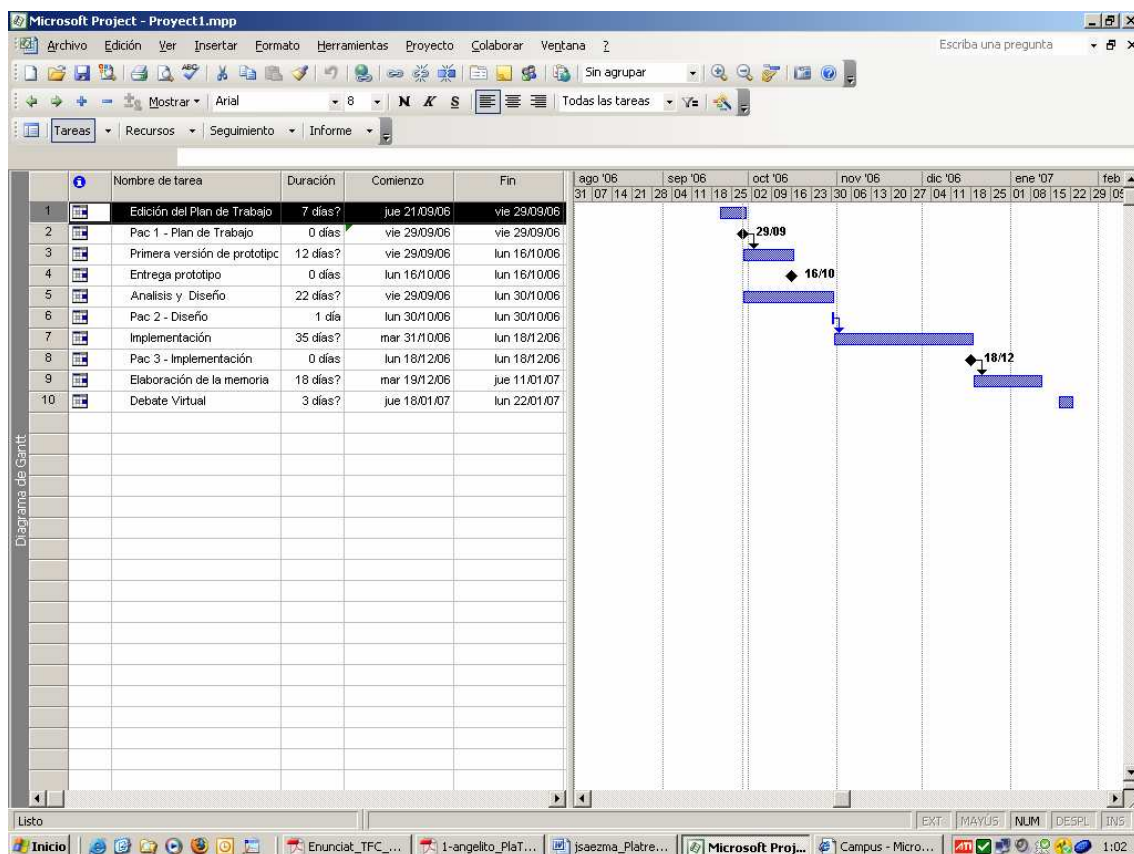 Microsoft Project - Proyect1.mpp
Archivo Edición Ver Insertar Formato Herramientas Proyecto Colaborar Ventana ? Escriba una pregunta
Sin agrupar
Mostrar Arial 8 N K S Todas las tareas
Tareas Recursos Seguimiento Informe
Nombre de tarea Duración Comienzo Fin ago '06 sep '06 oct '06 nov '06 dic '06 ene '07 feb
31 07 14 21 28 04 11 18 25 02 09 16 23 30 06 13 20 27 04 11 18 25 01 08 15 22 29 05
1 Edición del Plan de Trabajo 7 días? jue 21/09/06 vie 29/09/06
2 Pac 1 - Plan de Trabajo 0 días vie 29/09/06 vie 29/09/06 29/09
3 Primera versión de prototipo 12 días? vie 29/09/06 lun 16/10/06
4 Entrega prototipo 0 días lun 16/10/06 lun 16/10/06 16/10
5 Analisis y Diseño 22 días? vie 29/09/06 lun 30/10/06
6 Pac 2 - Diseño 1 día lun 30/10/06 lun 30/10/06
7 Implementación 35 días? mar 31/10/06 lun 18/12/06
8 Pac 3 - Implementación 0 días lun 18/12/06 lun 18/12/06 18/12
9 Elaboración de la memoria 18 días? mar 19/12/06 jue 11/01/07
10 Debate Virtual 3 días? jue 18/01/07 lun 22/01/07
Diagrama de Gantt
Listo EXT MAYÚS NUM DESPL INS
Inicio Enunciat_TFC_... 1-angelito_PlaT... jsaezma_Platre... Microsoft Proj... Campus - Micro... ATI 1:02